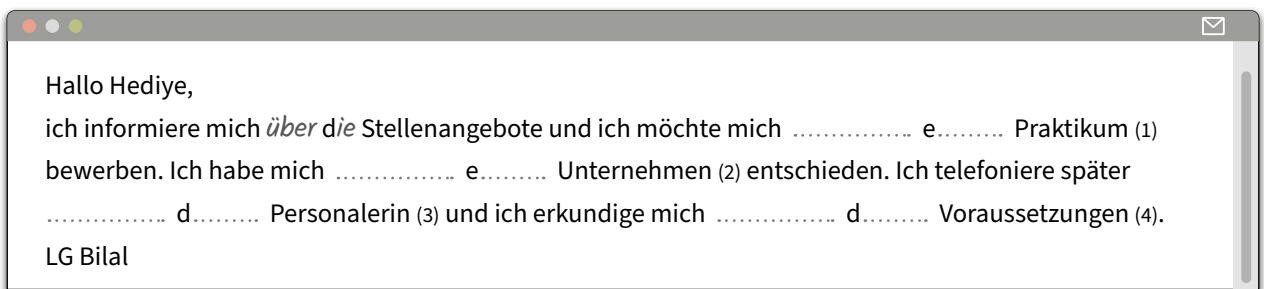 Hallo Hediye,
ich informiere mich über die Stellenangebote und ich möchte mich ................. e......... Praktikum (1)
bewerben. Ich habe mich ................. e......... Unternehmen (2) entschieden. Ich telefoniere später
................. d......... Personalerin (3) und ich erkundige mich ................. d......... Voraussetzungen (4).
LG Bilal